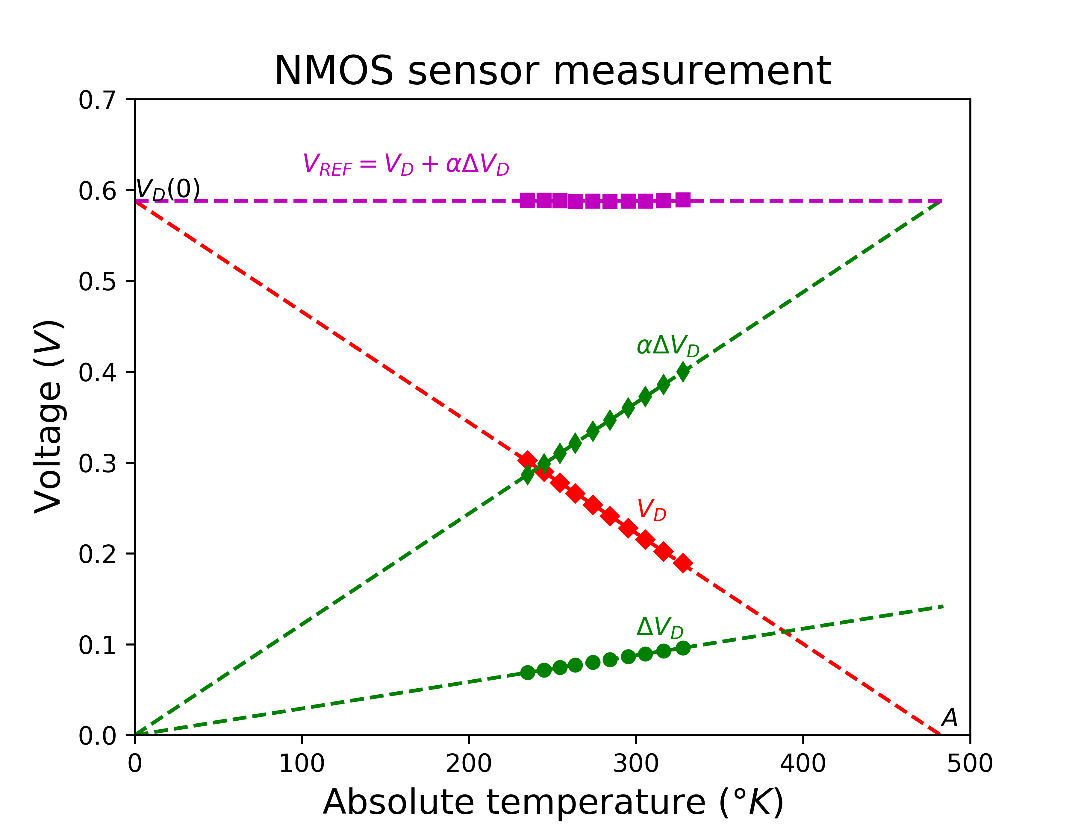 NMOS sensor measurement
0.7
0.6
0.5
0.4
0.3
0.2
0.1
0.0
Voltage (V)
V_REF = V_D + αΔV_D
V_D(0)
αΔV_D
V_D
ΔV_D
A
0 100 200 300 400 500
Absolute temperature (°K)